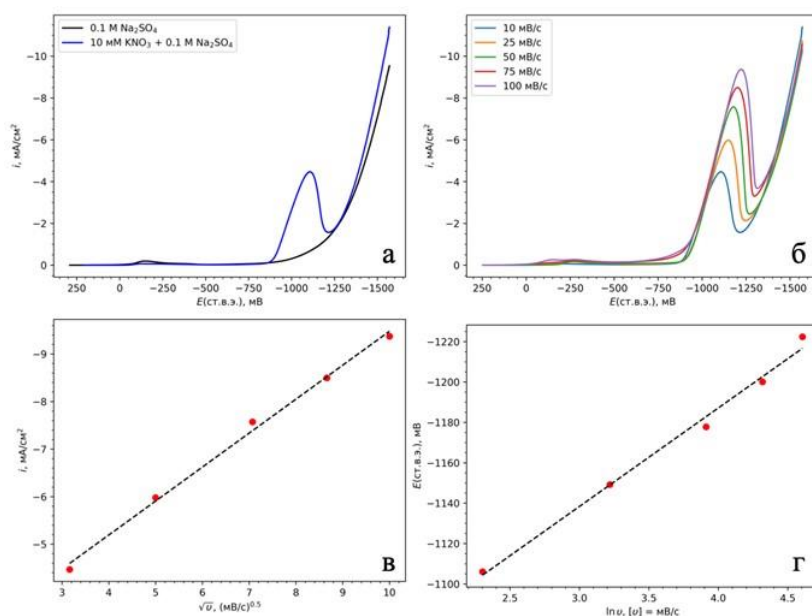 0.1 М Na₂SO₄
10 мМ KNO₃ + 0.1 М Na₂SO₄
i, мА/см²
−10
−8
−6
−4
−2
0
250 0 −250 −500 −750 −1000 −1250 −1500
E(ст.в.э.), мВ
а
10 мВ/с
25 мВ/с
50 мВ/с
75 мВ/с
100 мВ/с
i, мА/см²
−10
−8
−6
−4
−2
0
250 0 −250 −500 −750 −1000 −1250 −1500
E(ст.в.э.), мВ
б
i, мА/см²
−9
−8
−7
−6
−5
3 4 5 6 7 8 9 10
√υ, (мВ/с)⁰·⁵
в
E(ст.в.э.), мВ
−1220
−1200
−1180
−1160
−1140
−1120
−1100
2.5 3.0 3.5 4.0 4.5
ln υ, [υ] = мВ/с
г